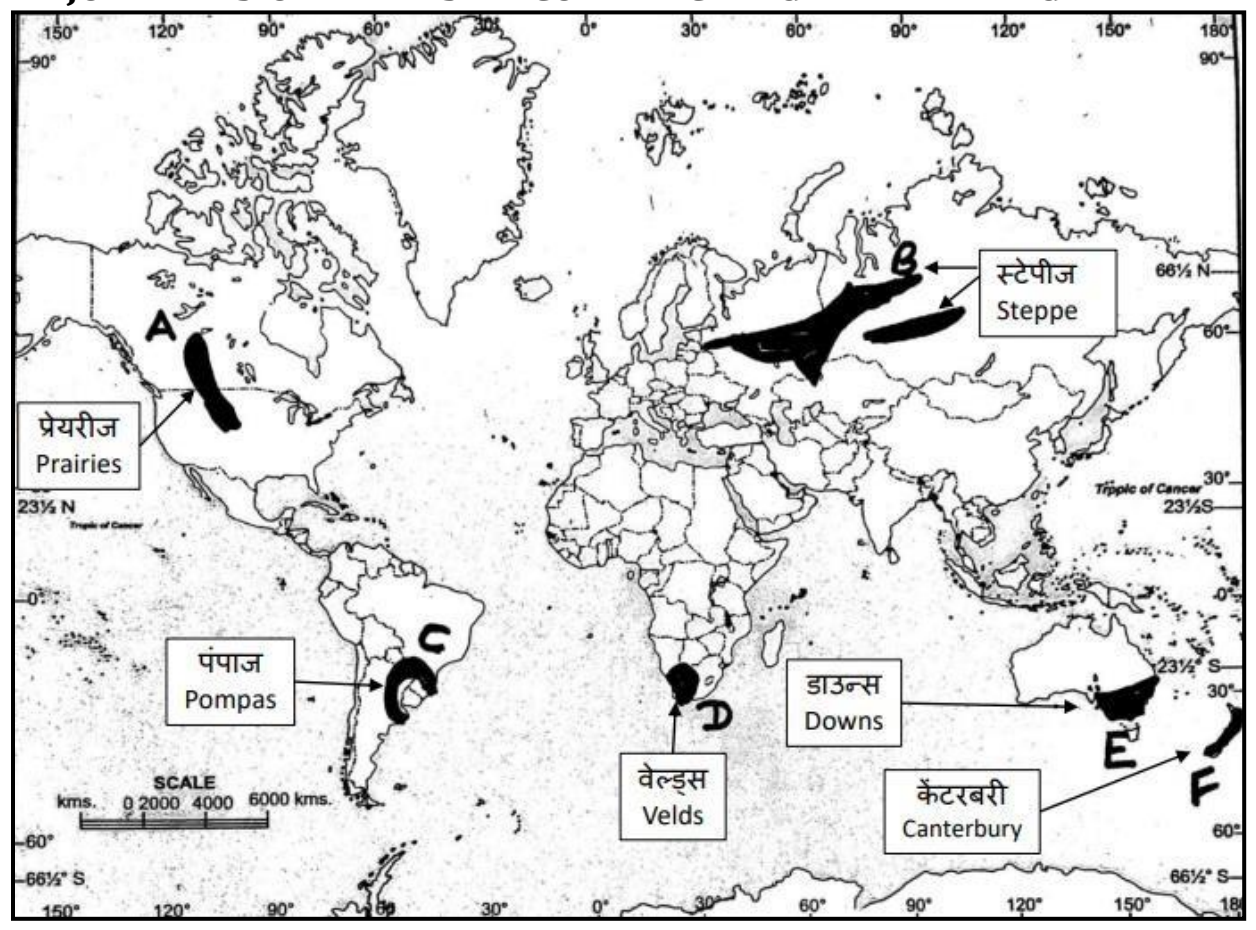 150° 120° 90° 60° 30° 0° 30° 60° 90° 120° 150° 180°
90° 90°
B
स्टेपीज
Steppe
66½ N
A
60°
प्रेयरीज
Prairies
30°
23½ N
Tropic of Cancer
Tropic of Cancer
23½ S
0° 0°
C
पंपाज
Pompas
डाउन्स
Downs
23½° S
30°
D
E
F
वेल्ड्स
Velds
केंटरबरी
Canterbury
SCALE
kms. 0 2000 4000 6000 kms.
60° 60°
66½° S 66½° S
150° 120° 90° 60° 30° 0° 30° 60° 90° 120° 150° 180